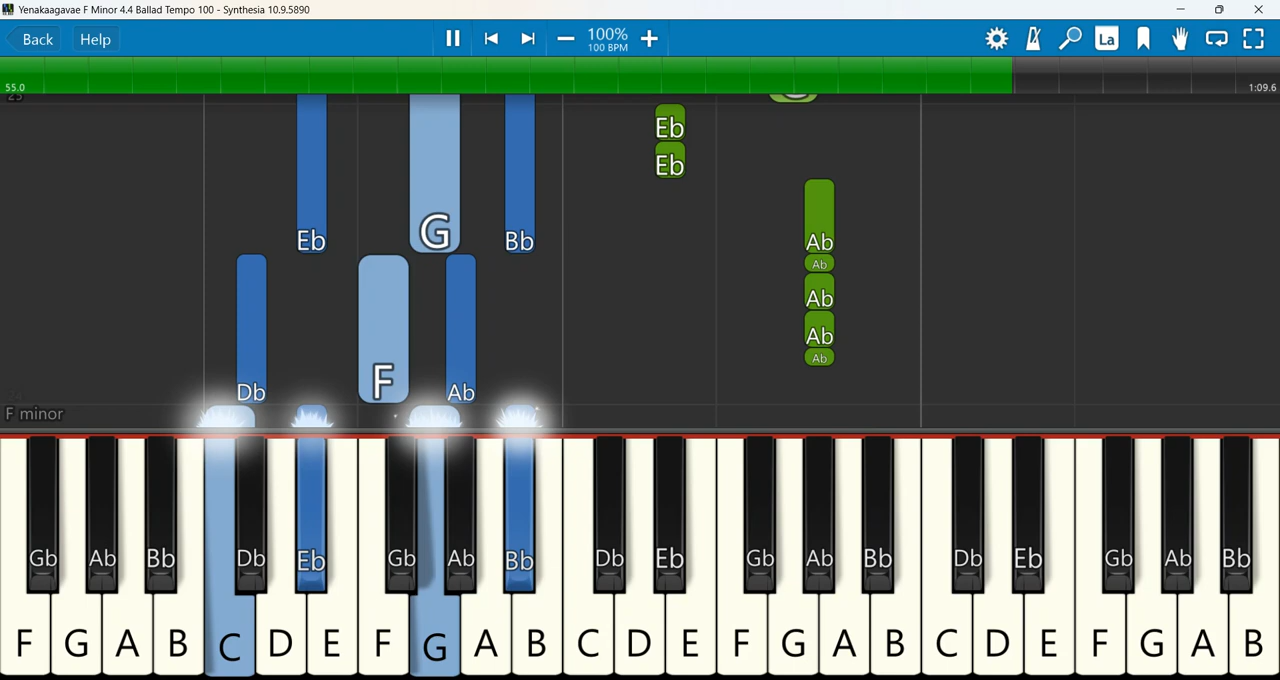 Yenakaagavae F Minor 4.4 Ballad Tempo 100 - Synthesia 10.9.5890
Back Help 100% La
100 BPM
55.0 1:09.6
25
Eb
Eb
Eb G Bb Ab
Ab
Ab
Ab
Ab
Db F Ab
24
F minor
Gb Ab Bb Db Eb Gb Ab Bb Db Eb Gb Ab Bb Db Eb Gb Ab Bb
F G A B C D E F G A B C D E F G A B C D E F G A B